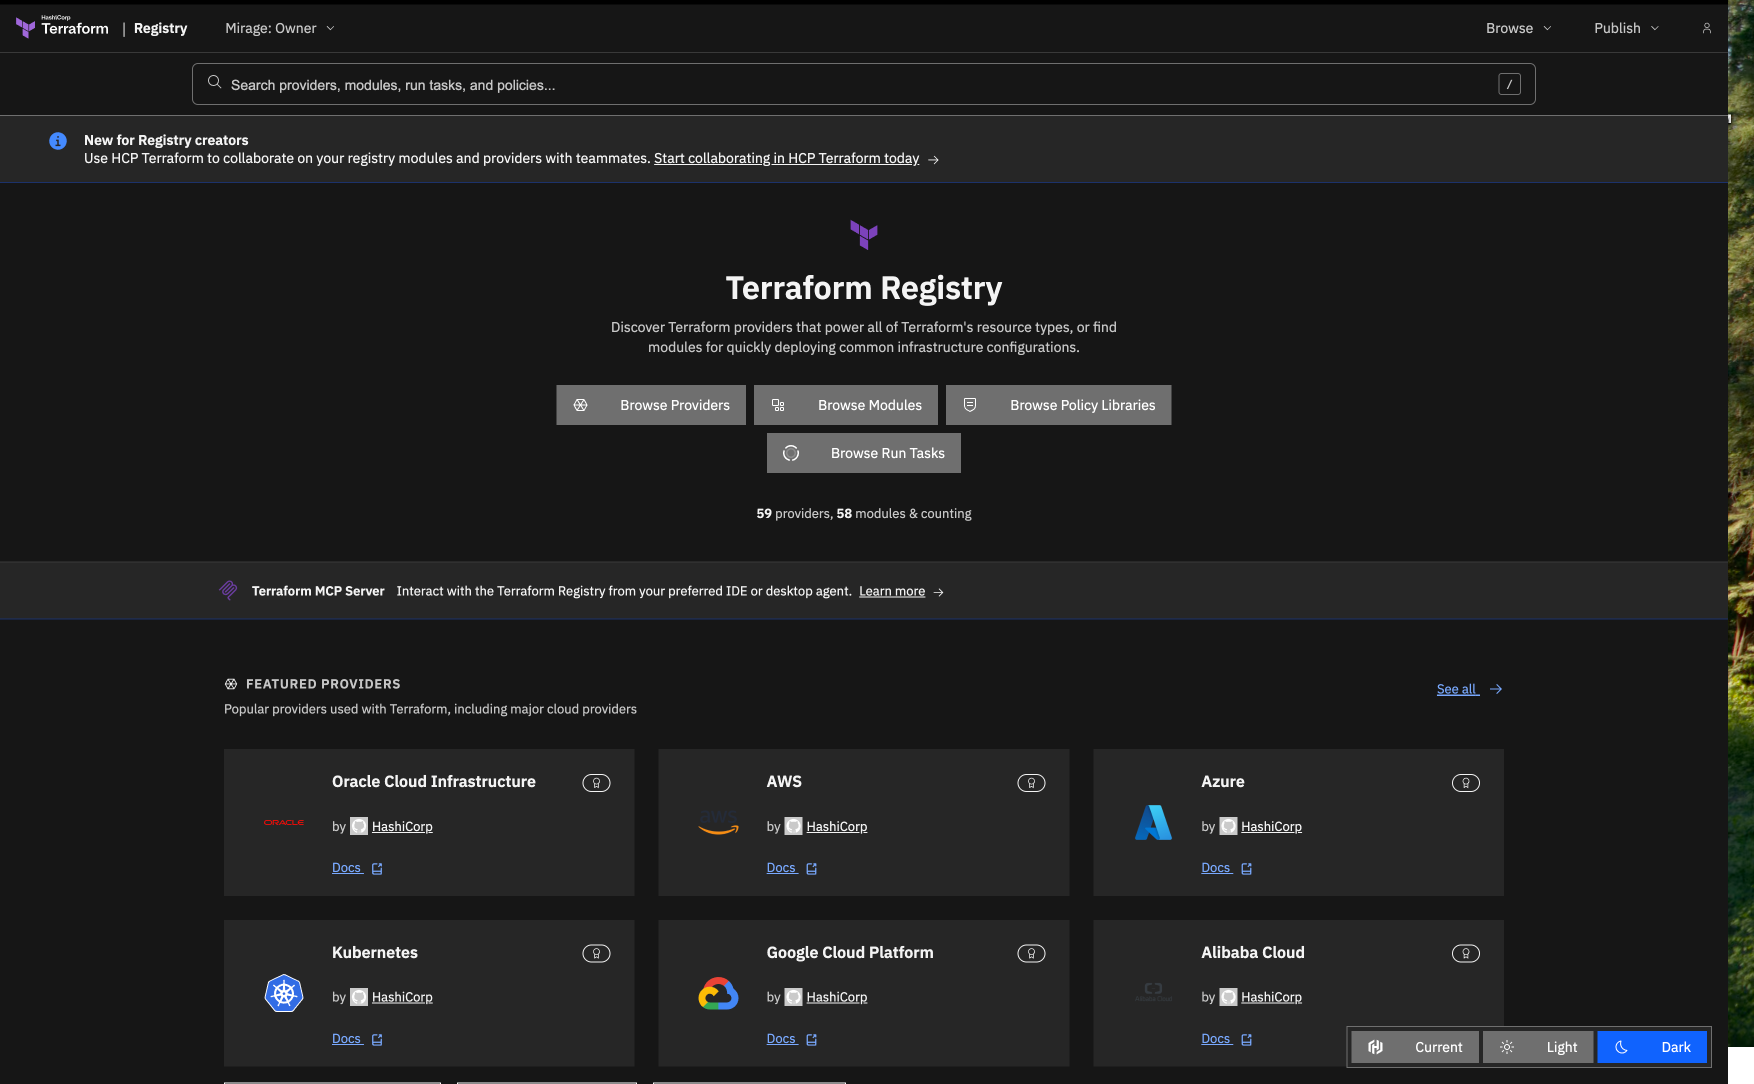 HashiCorp
Terraform | Registry
Mirage: Owner
Browse
Publish
Search providers, modules, run tasks, and policies...
/
New for Registry creators
Use HCP Terraform to collaborate on your registry modules and providers with teammates. Start collaborating in HCP Terraform today →
Terraform Registry
Discover Terraform providers that power all of Terraform's resource types, or find
modules for quickly deploying common infrastructure configurations.
Browse Providers
Browse Modules
Browse Policy Libraries
Browse Run Tasks
59 providers, 58 modules & counting
Terraform MCP Server Interact with the Terraform Registry from your preferred IDE or desktop agent. Learn more →
FEATURED PROVIDERS
See all →
Popular providers used with Terraform, including major cloud providers
Oracle Cloud Infrastructure
ORACLE
by HashiCorp
Docs
AWS
aws
by HashiCorp
Docs
Azure
by HashiCorp
Docs
Kubernetes
by HashiCorp
Docs
Google Cloud Platform
by HashiCorp
Docs
Alibaba Cloud
Alibaba Cloud
by HashiCorp
Docs
Current
Light
Dark